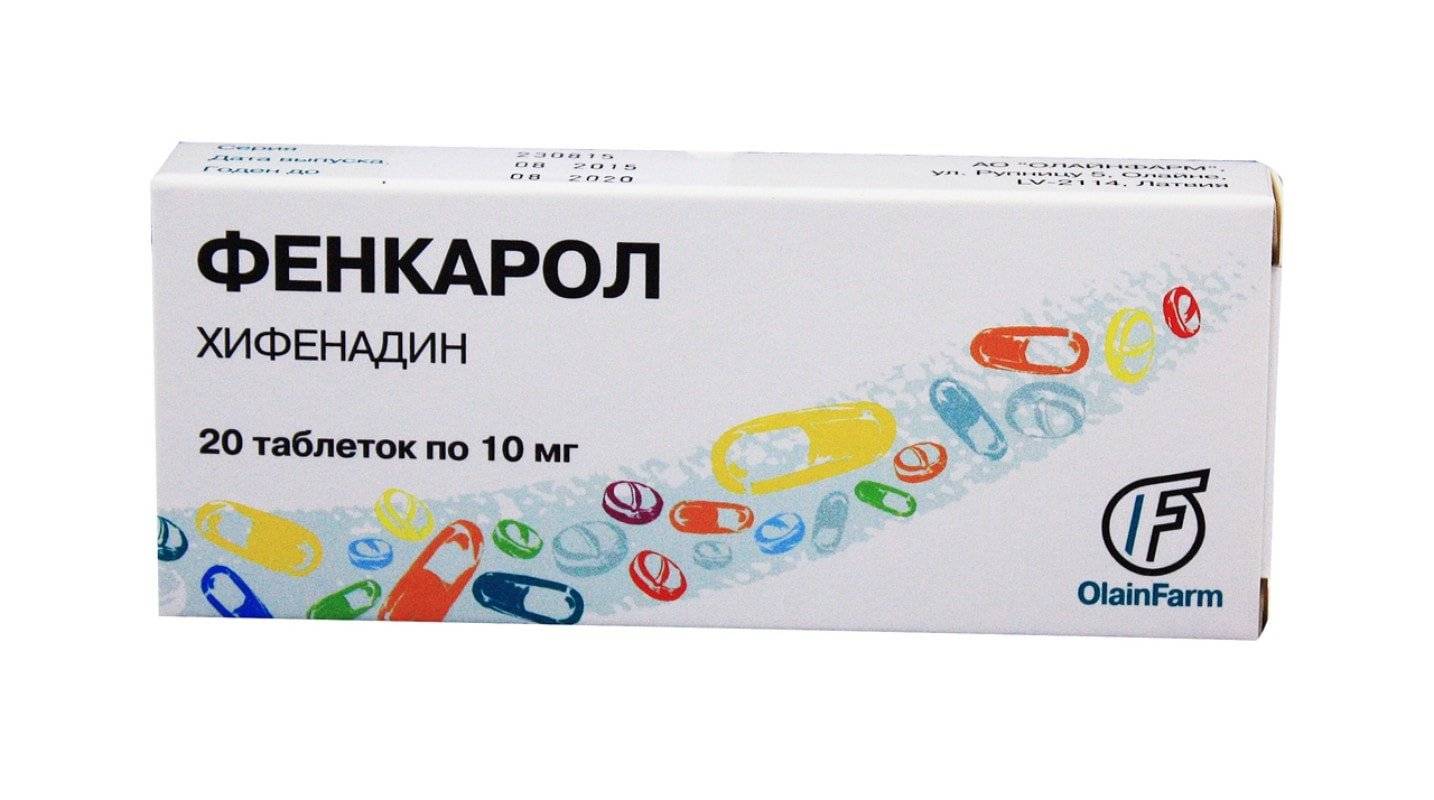 Серия 230815
Дата выпуска 08 2015
Годен до 08 2020
АО "ОЛАЙНФАРМ",
ул. Рупницу 5, Олайне,
LV-2114, Латвия
ФЕНКАРОЛ
ХИФЕНАДИН
20 таблеток по 10 мг
OlainFarm